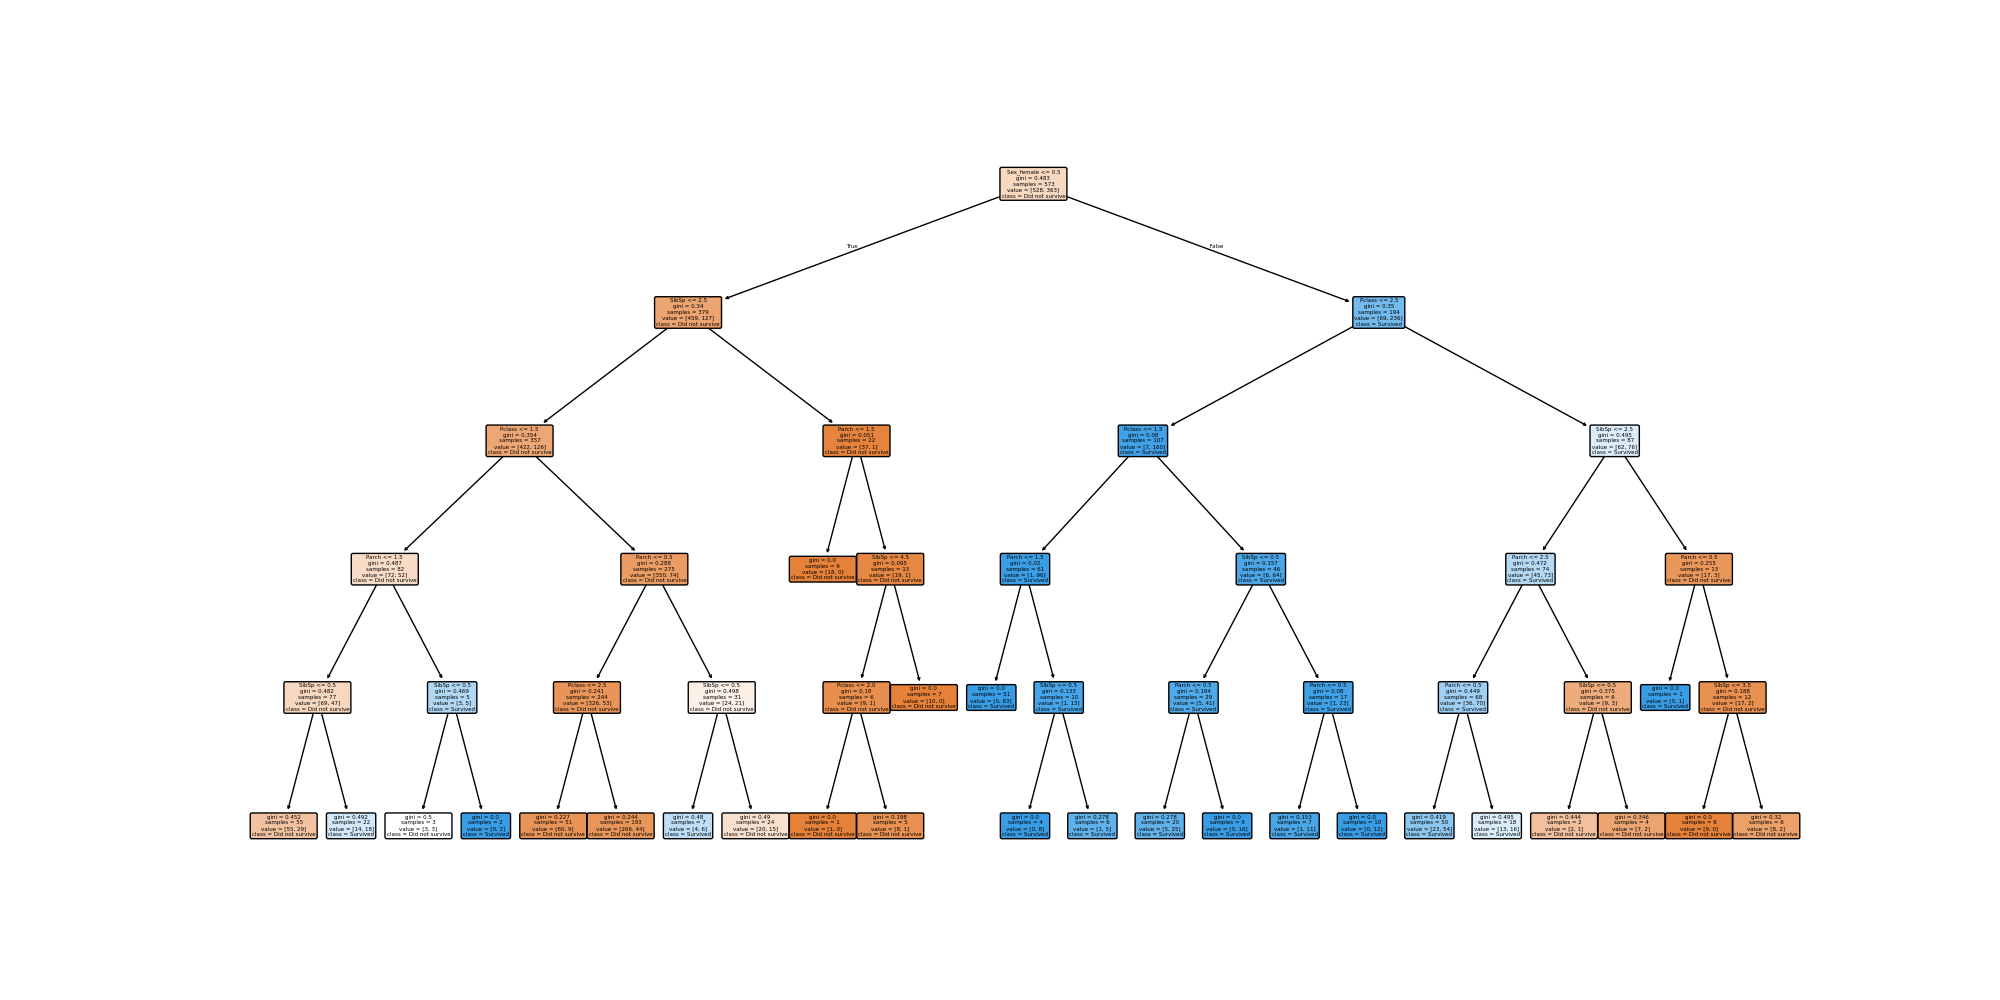 Sex_female <= 0.5
gini = 0.483
samples = 573
value = [528, 363]
class = Did not survive
True
False
SibSp <= 2.5
gini = 0.34
samples = 379
value = [459, 127]
class = Did not survive
Pclass <= 2.5
gini = 0.35
samples = 194
value = [69, 236]
class = Survived
Pclass <= 1.5
gini = 0.354
samples = 357
value = [422, 126]
class = Did not survive
Parch <= 1.5
gini = 0.051
samples = 22
value = [37, 1]
class = Did not survive
Pclass <= 1.5
gini = 0.08
samples = 107
value = [7, 160]
class = Survived
SibSp <= 2.5
gini = 0.495
samples = 87
value = [62, 76]
class = Survived
Parch <= 1.5
gini = 0.487
samples = 82
value = [72, 52]
class = Did not survive
Parch <= 0.5
gini = 0.288
samples = 275
value = [350, 74]
class = Did not survive
gini = 0.0
samples = 9
value = [18, 0]
class = Did not survive
SibSp <= 4.5
gini = 0.095
samples = 13
value = [19, 1]
class = Did not survive
Parch <= 1.5
gini = 0.02
samples = 61
value = [1, 96]
class = Survived
SibSp <= 0.5
gini = 0.157
samples = 46
value = [6, 64]
class = Survived
Parch <= 2.5
gini = 0.472
samples = 74
value = [45, 73]
class = Survived
Parch <= 0.5
gini = 0.255
samples = 13
value = [17, 3]
class = Did not survive
SibSp <= 0.5
gini = 0.482
samples = 77
value = [69, 47]
class = Did not survive
SibSp <= 0.5
gini = 0.469
samples = 5
value = [3, 5]
class = Survived
Pclass <= 2.5
gini = 0.241
samples = 244
value = [326, 53]
class = Did not survive
SibSp <= 0.5
gini = 0.498
samples = 31
value = [24, 21]
class = Did not survive
Pclass <= 2.0
gini = 0.18
samples = 6
value = [9, 1]
class = Did not survive
gini = 0.0
samples = 7
value = [10, 0]
class = Did not survive
gini = 0.0
samples = 51
value = [0, 83]
class = Survived
SibSp <= 0.5
gini = 0.133
samples = 10
value = [1, 13]
class = Survived
Parch <= 0.5
gini = 0.194
samples = 29
value = [5, 41]
class = Survived
Parch <= 0.5
gini = 0.08
samples = 17
value = [1, 23]
class = Survived
Parch <= 0.5
gini = 0.449
samples = 68
value = [36, 70]
class = Survived
SibSp <= 0.5
gini = 0.375
samples = 6
value = [9, 3]
class = Did not survive
gini = 0.0
samples = 1
value = [0, 1]
class = Survived
SibSp <= 3.5
gini = 0.188
samples = 12
value = [17, 2]
class = Did not survive
gini = 0.452
samples = 55
value = [55, 29]
class = Did not survive
gini = 0.492
samples = 22
value = [14, 18]
class = Survived
gini = 0.5
samples = 3
value = [3, 3]
class = Did not survive
gini = 0.0
samples = 2
value = [0, 2]
class = Survived
gini = 0.227
samples = 51
value = [60, 9]
class = Did not survive
gini = 0.244
samples = 193
value = [266, 44]
class = Did not survive
gini = 0.48
samples = 7
value = [4, 6]
class = Survived
gini = 0.49
samples = 24
value = [20, 15]
class = Did not survive
gini = 0.0
samples = 1
value = [1, 0]
class = Did not survive
gini = 0.198
samples = 5
value = [8, 1]
class = Did not survive
gini = 0.0
samples = 4
value = [0, 8]
class = Survived
gini = 0.278
samples = 6
value = [1, 5]
class = Survived
gini = 0.278
samples = 20
value = [5, 25]
class = Survived
gini = 0.0
samples = 9
value = [0, 16]
class = Survived
gini = 0.153
samples = 7
value = [1, 11]
class = Survived
gini = 0.0
samples = 10
value = [0, 12]
class = Survived
gini = 0.419
samples = 50
value = [23, 54]
class = Survived
gini = 0.495
samples = 18
value = [13, 16]
class = Survived
gini = 0.444
samples = 2
value = [2, 1]
class = Did not survive
gini = 0.346
samples = 4
value = [7, 2]
class = Did not survive
gini = 0.0
samples = 6
value = [9, 0]
class = Did not survive
gini = 0.32
samples = 6
value = [8, 2]
class = Did not survive